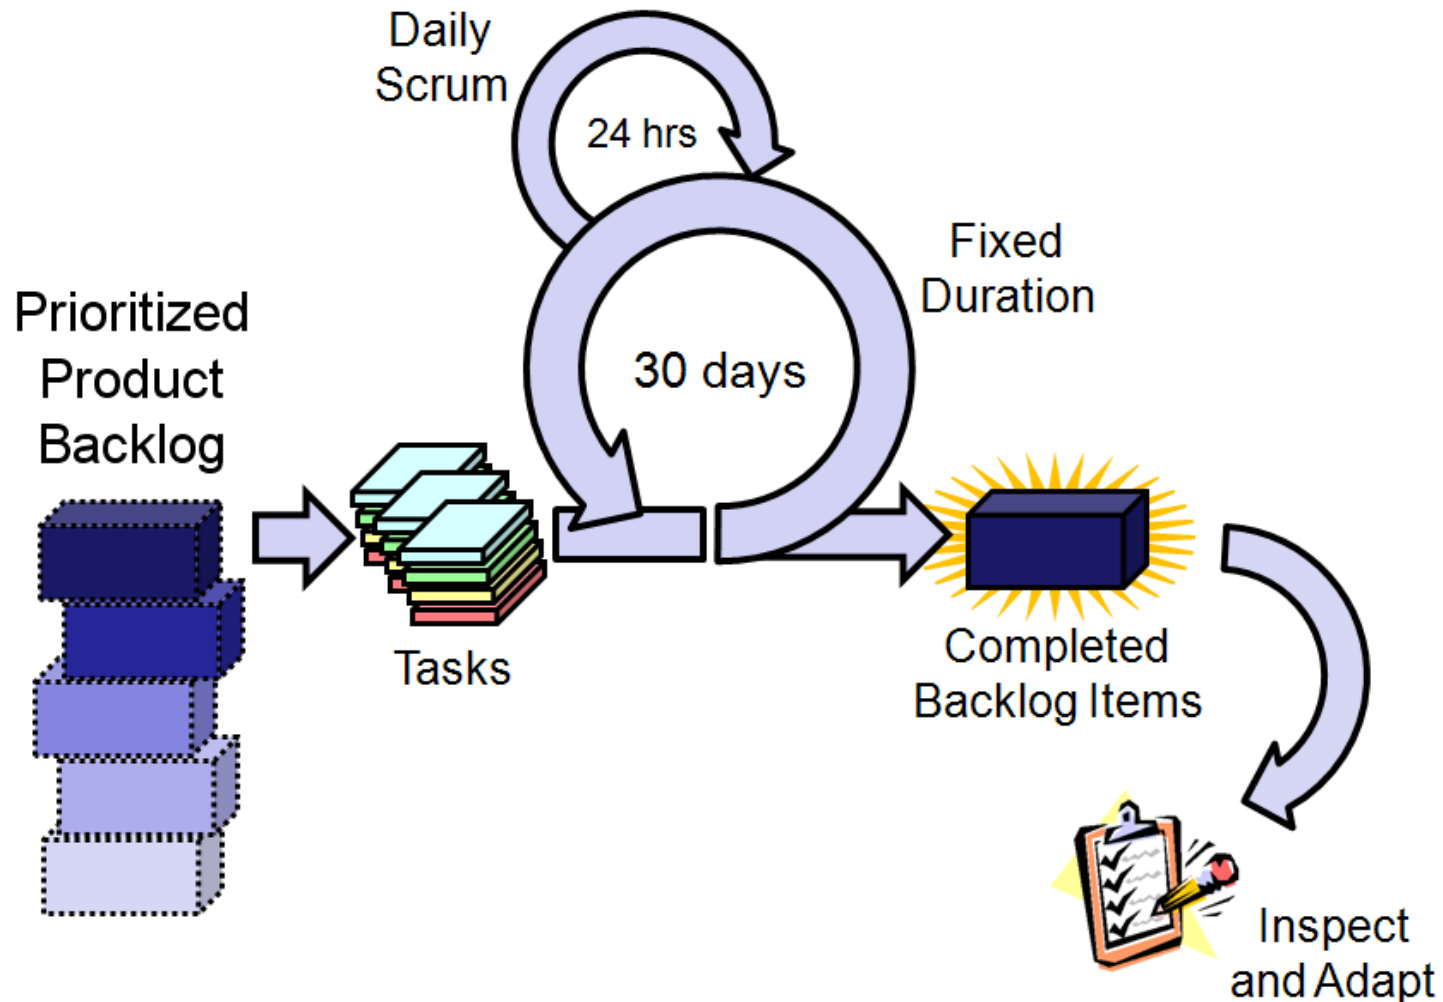 Daily
Scrum
24 hrs
Fixed
Duration
30 days
Prioritized
Product
Backlog
Tasks
Completed
Backlog Items
Inspect
and Adapt